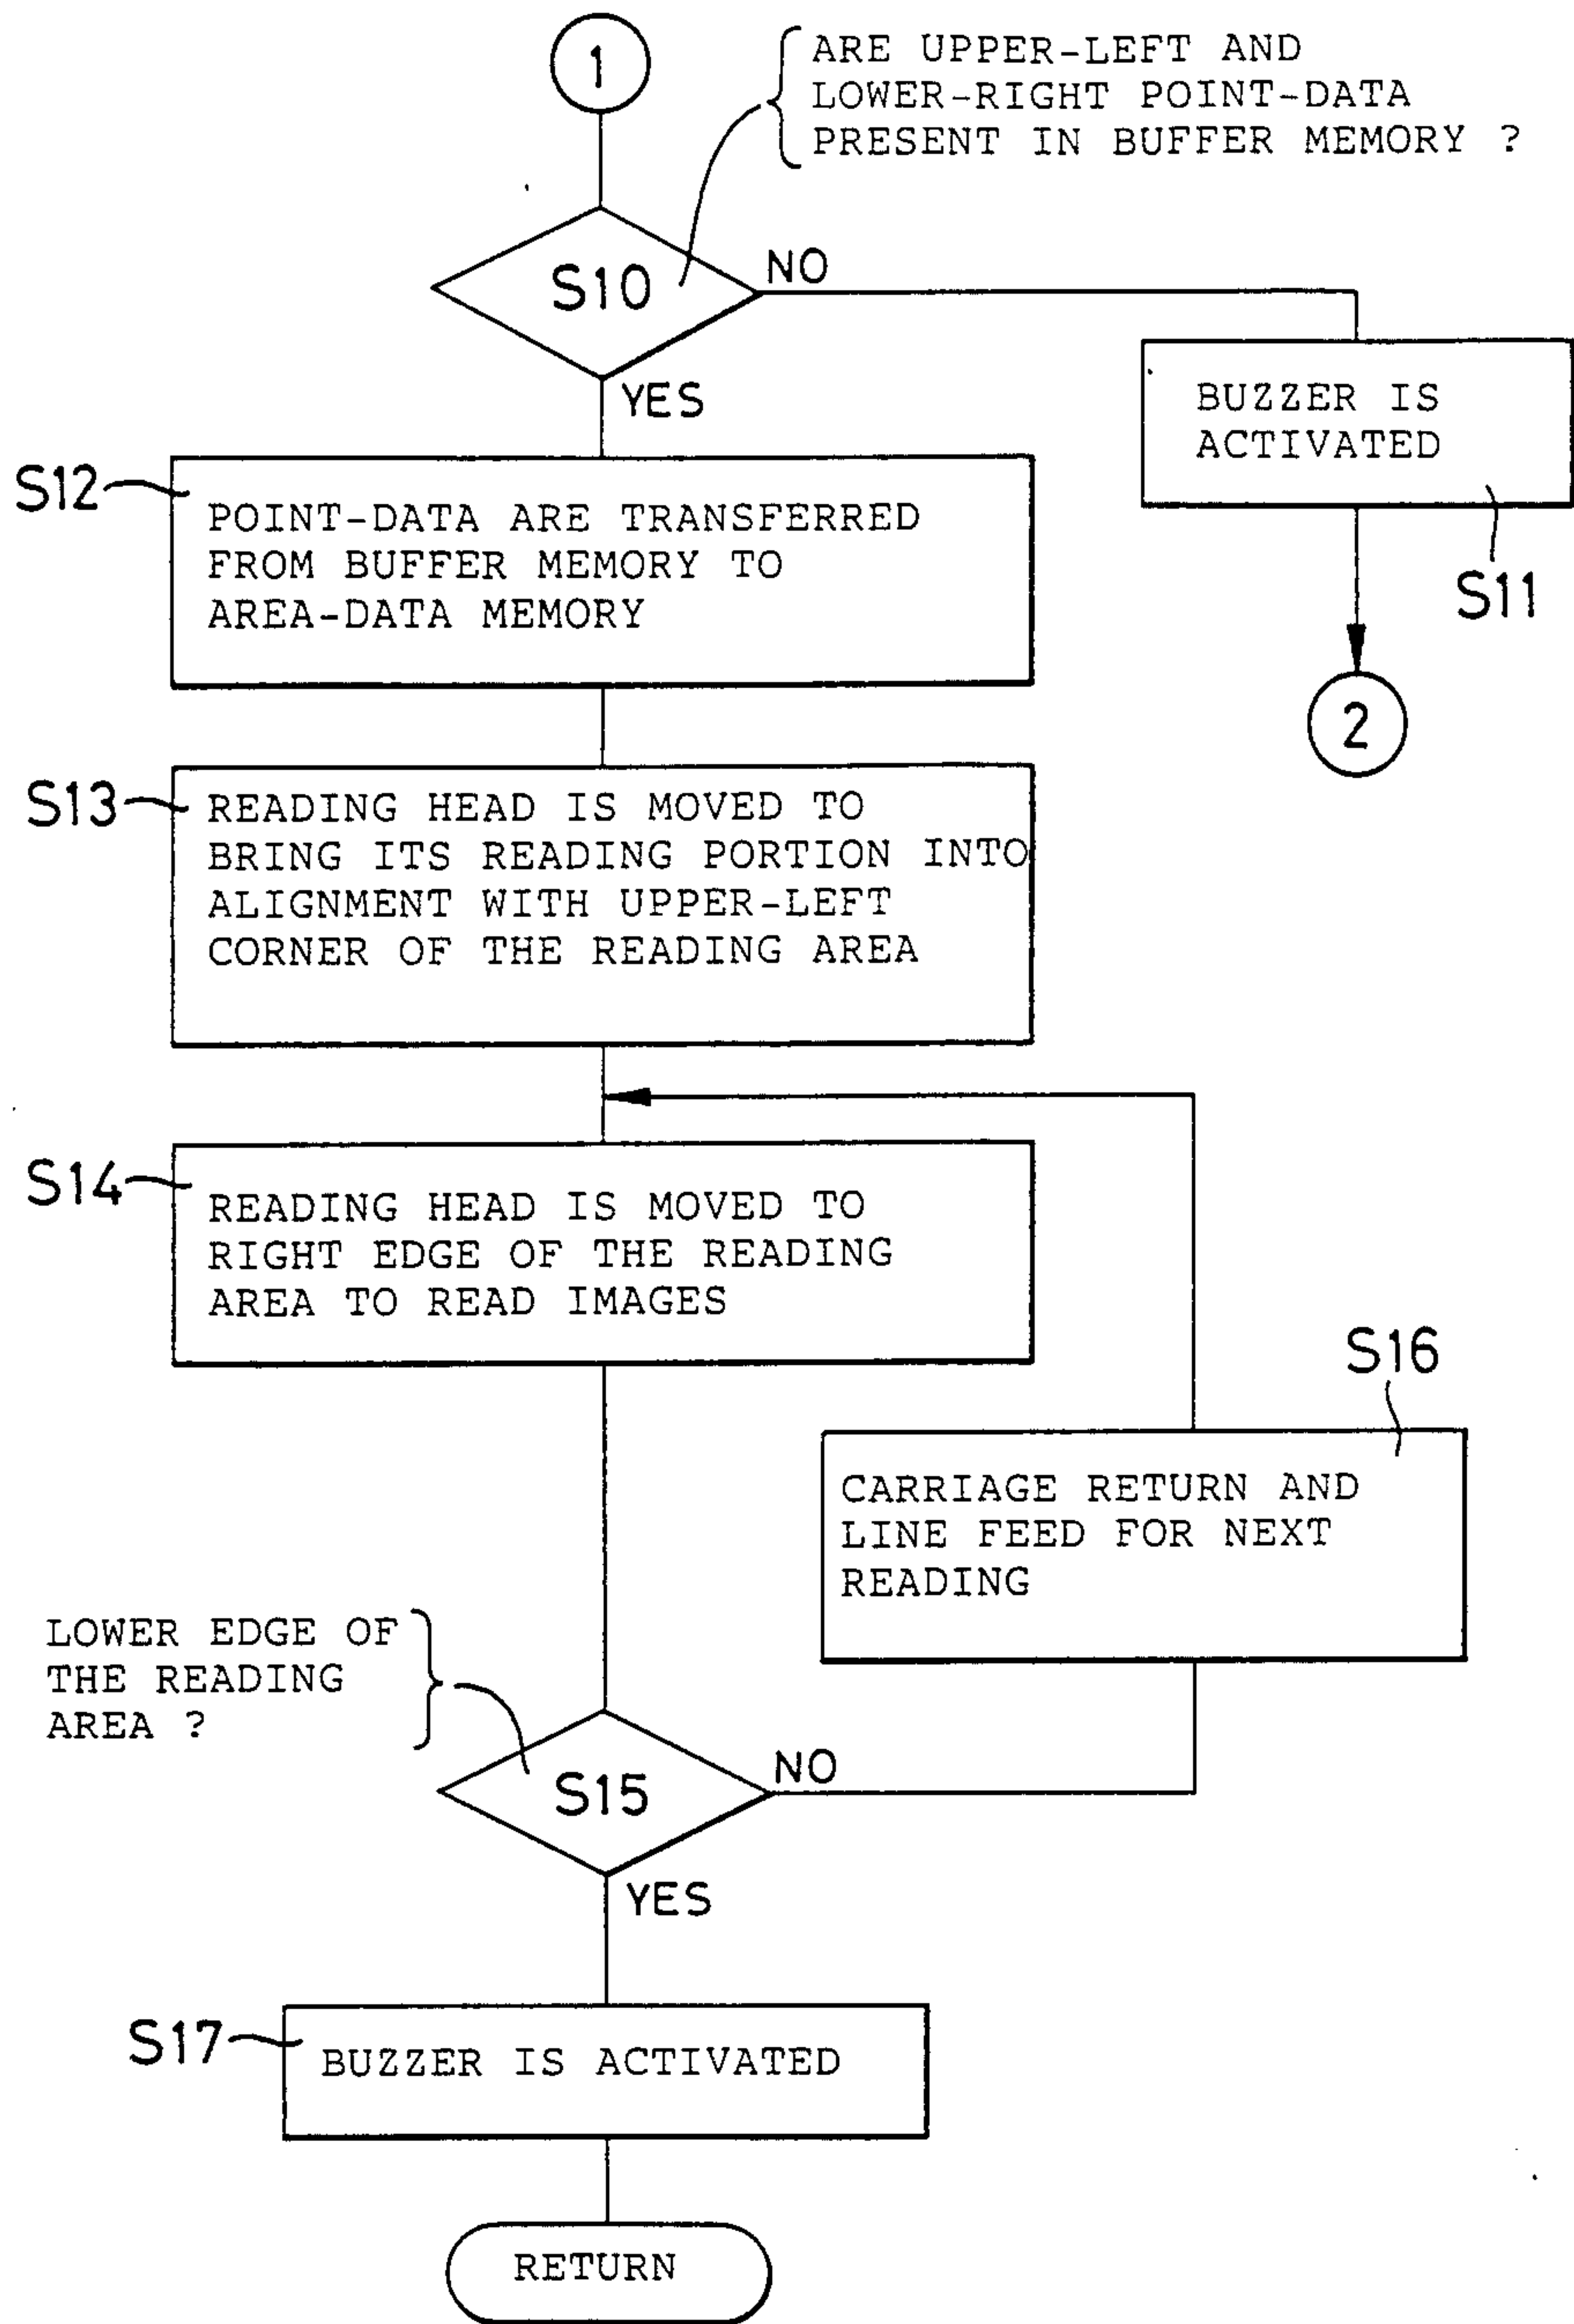 1
ARE UPPER-LEFT AND
LOWER-RIGHT POINT-DATA
PRESENT IN BUFFER MEMORY ?
S10
NO
YES
BUZZER IS
ACTIVATED
S11
2
S12
POINT-DATA ARE TRANSFERRED
FROM BUFFER MEMORY TO
AREA-DATA MEMORY
S13
READING HEAD IS MOVED TO
BRING ITS READING PORTION INTO
ALIGNMENT WITH UPPER-LEFT
CORNER OF THE READING AREA
S14
READING HEAD IS MOVED TO
RIGHT EDGE OF THE READING
AREA TO READ IMAGES
S16
CARRIAGE RETURN AND
LINE FEED FOR NEXT
READING
LOWER EDGE OF
THE READING
AREA ?
S15
NO
YES
S17
BUZZER IS ACTIVATED
RETURN